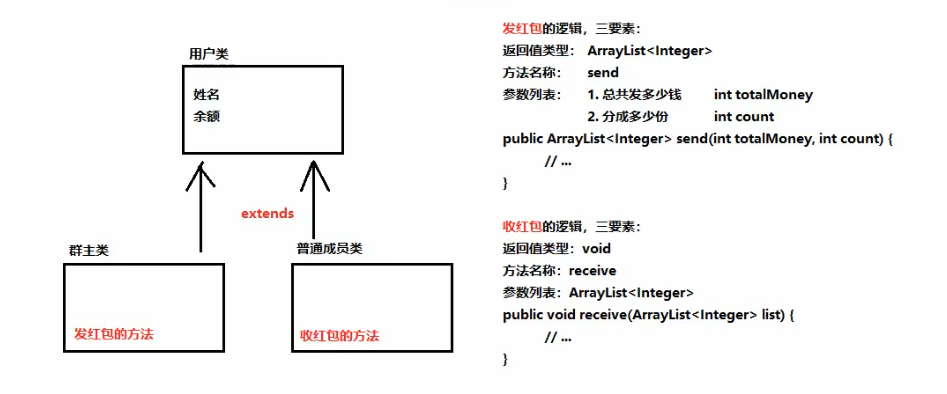 用户类
姓名
余额
extends
群主类
发红包的方法
普通成员类
收红包的方法
发红包的逻辑，三要素：
返回值类型： ArrayList<Integer>
方法名称： send
参数列表： 1. 总共发多少钱 int totalMoney
2. 分成多少份 int count
public ArrayList<Integer> send(int totalMoney, int count) {
// ...
}
收红包的逻辑，三要素：
返回值类型：void
方法名称：receive
参数列表：ArrayList<Integer>
public void receive(ArrayList<Integer> list) {
// ...
}